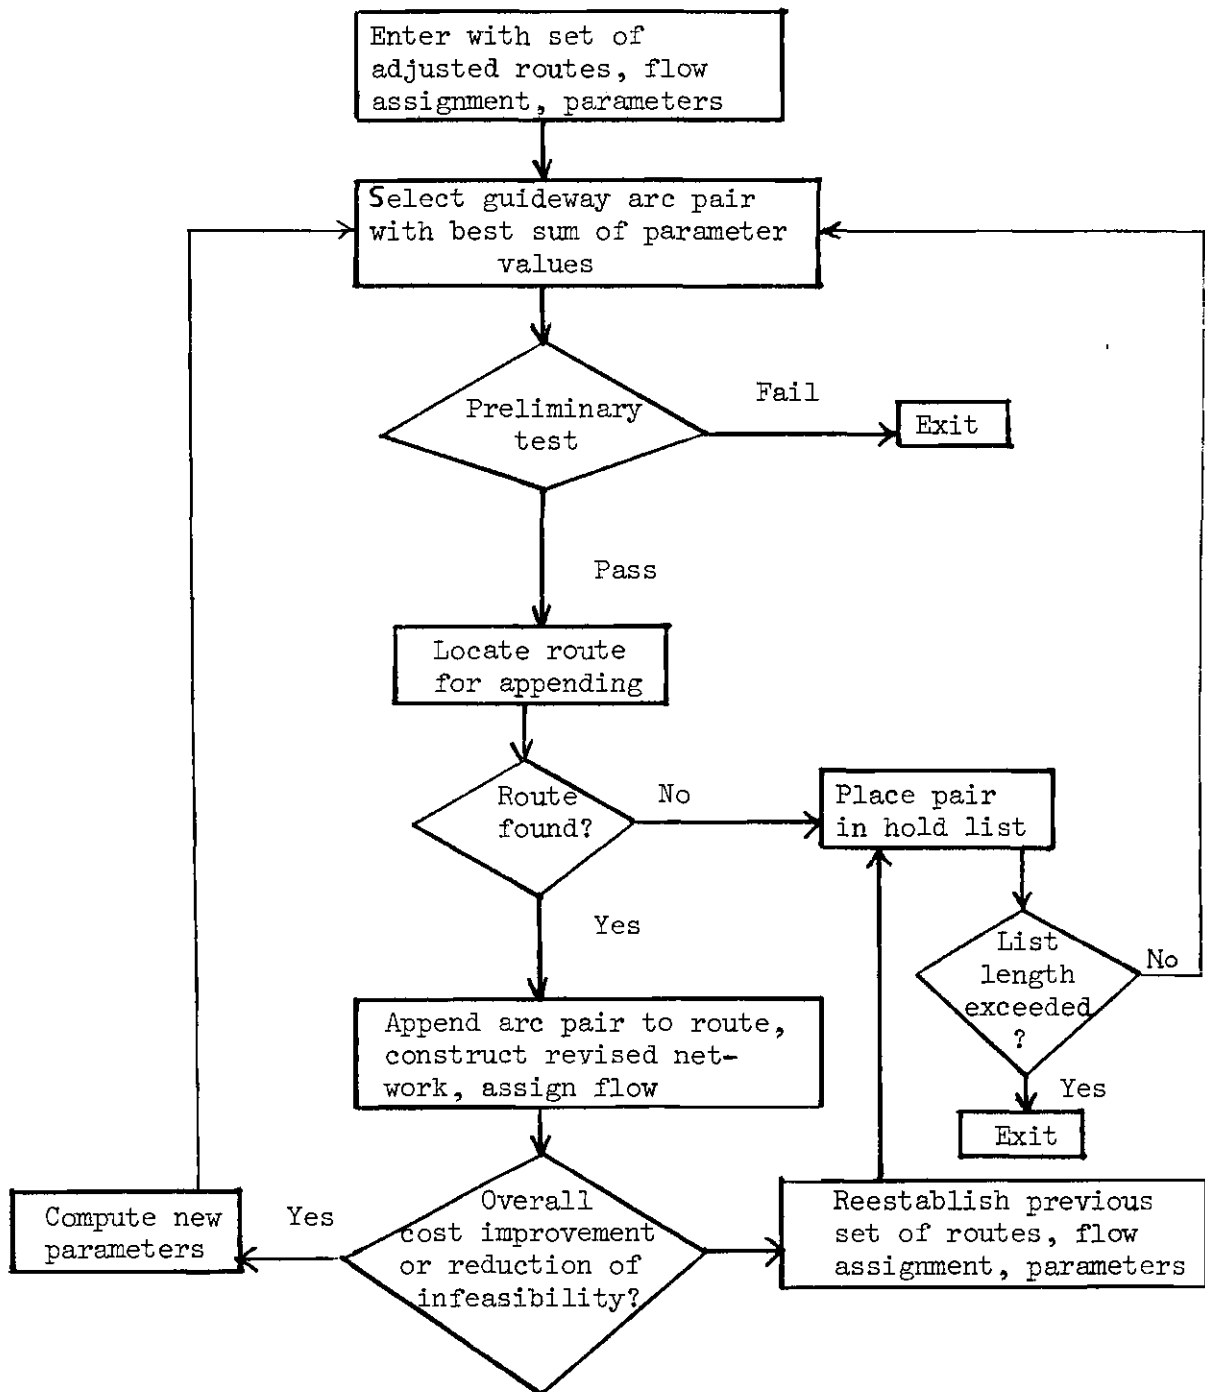 Enter with set of
adjusted routes, flow
assignment, parameters
Select guideway arc pair
with best sum of parameter
values
Preliminary
test
Fail
Exit
Pass
Locate route
for appending
Route
found?
No
Place pair
in hold list
Yes
List
length
exceeded
?
No
Yes
Exit
Append arc pair to route,
construct revised net-
work, assign flow
Compute new
parameters
Yes
Overall
cost improvement
or reduction of
infeasibility?
Reestablish previous
set of routes, flow
assignment, parameters